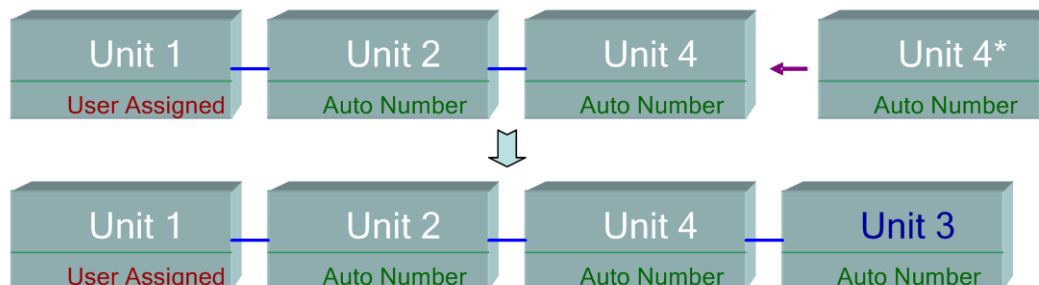 Unit 1 Unit 2 Unit 4 Unit 4*
User Assigned Auto Number Auto Number Auto Number
Unit 1 Unit 2 Unit 4 Unit 3
User Assigned Auto Number Auto Number Auto Number